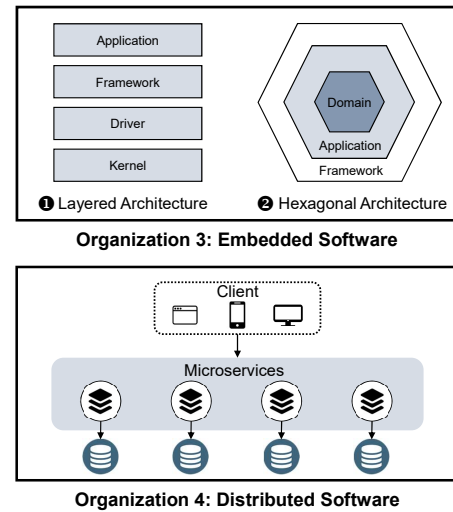 Application
Framework
Driver
Kernel
Domain
Application
Framework
❶ Layered Architecture
❷ Hexagonal Architecture
Organization 3: Embedded Software
Client
Microservices
Organization 4: Distributed Software